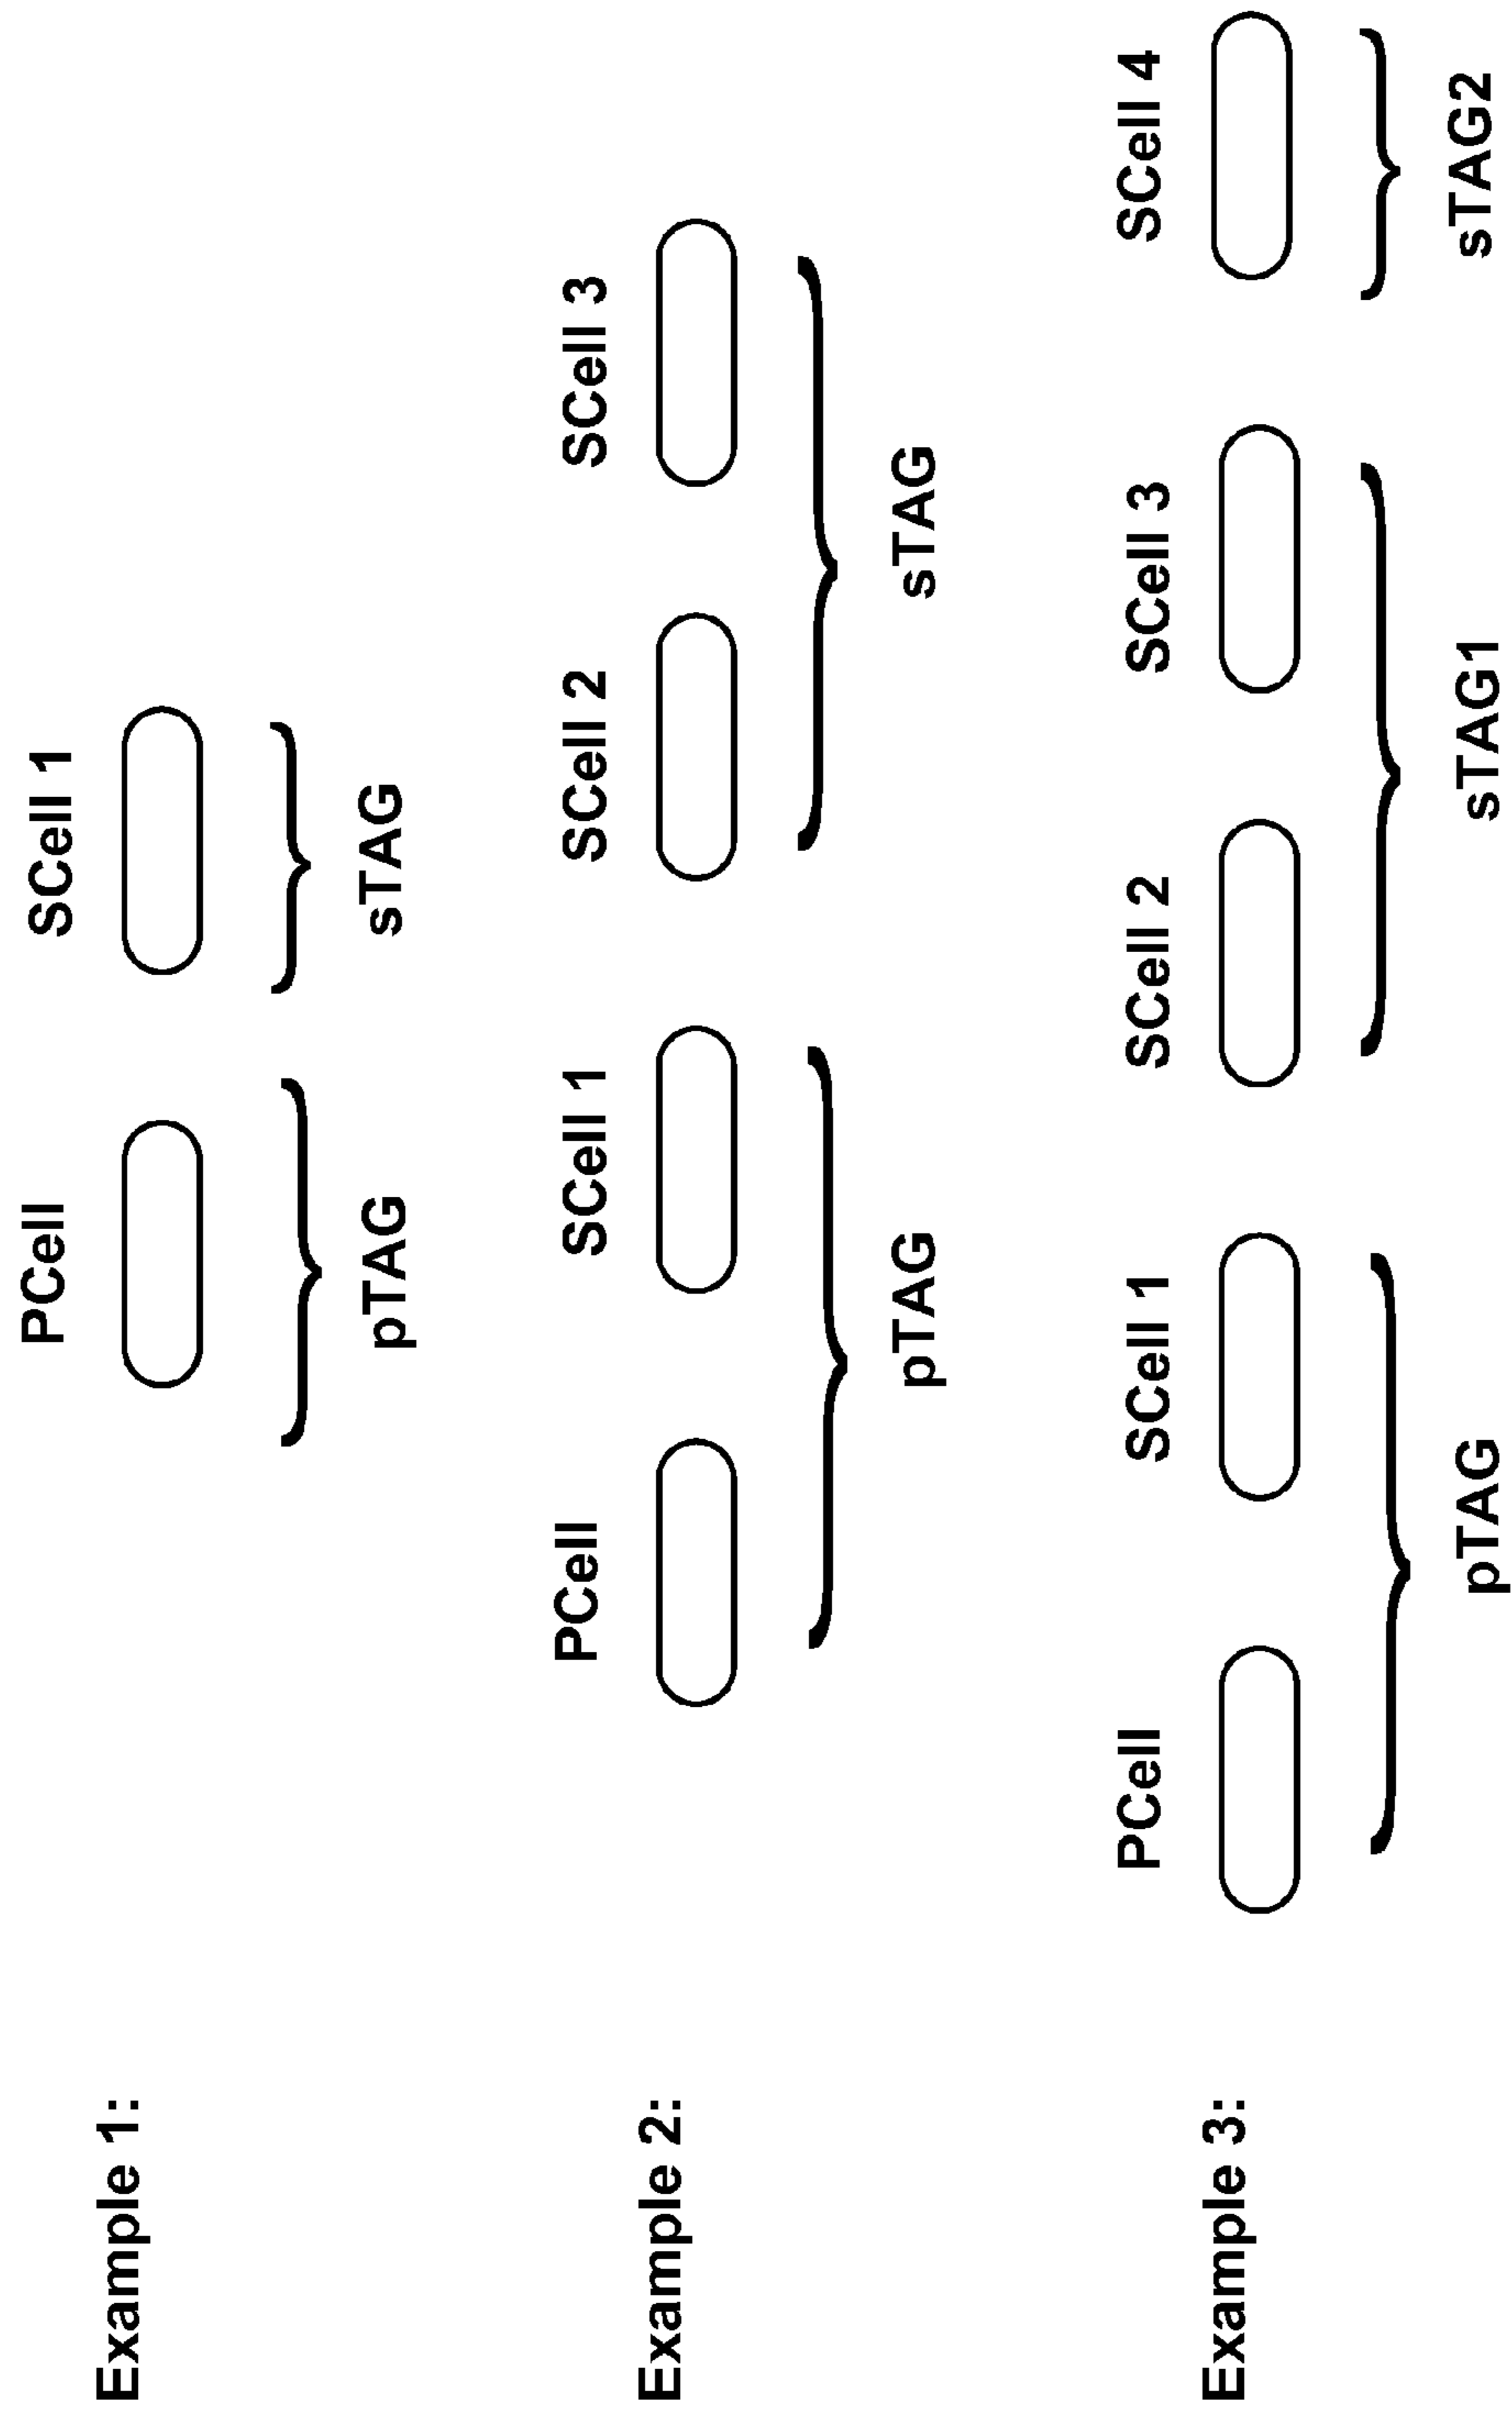 Example 1:
PCell SCell 1
pTAG sTAG
Example 2:
PCell SCell 1 SCell 2 SCell 3
pTAG sTAG
Example 3:
PCell SCell 1 SCell 2 SCell 3 SCell 4
pTAG sTAG1 sTAG2